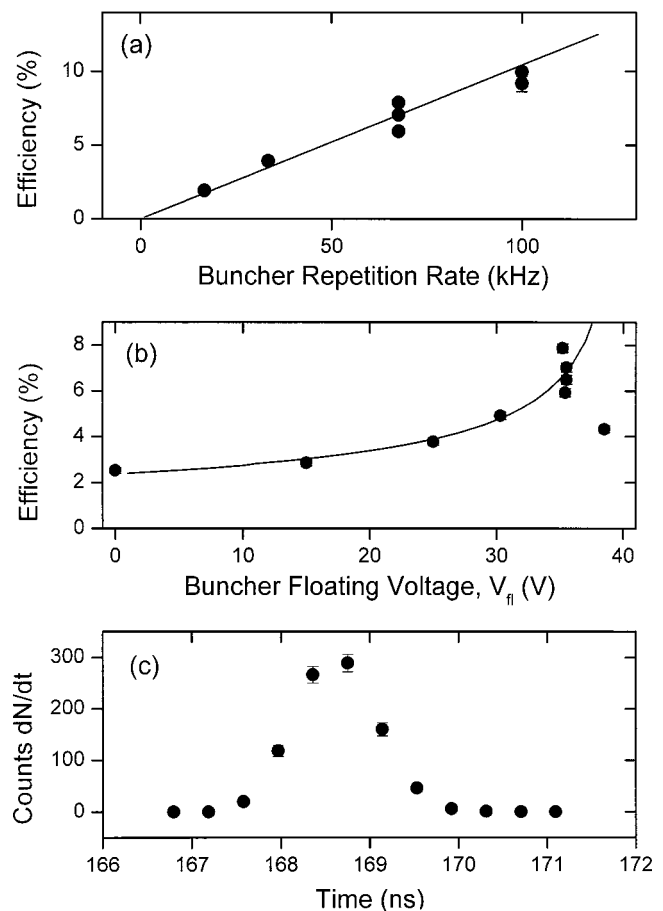 (a)
Efficiency (%)
10
5
0
0 50 100
Buncher Repetition Rate (kHz)
(b)
Efficiency (%)
8
6
4
2
0
0 10 20 30 40
Buncher Floating Voltage, V_fl (V)
(c)
Counts dN/dt
300
200
100
0
166 167 168 169 170 171 172
Time (ns)